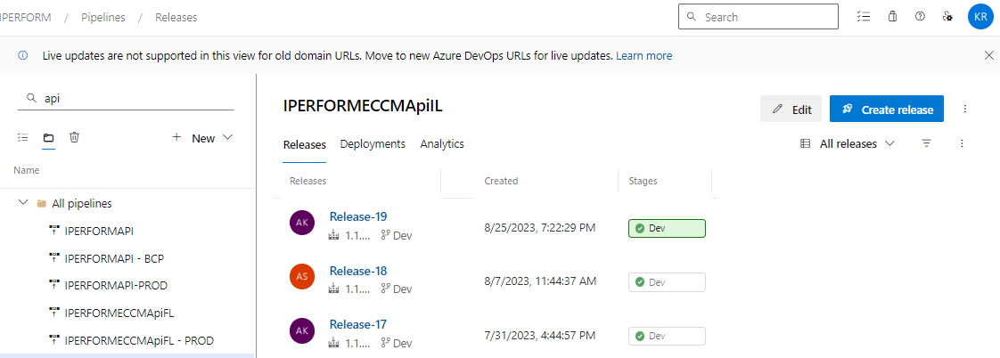 IPERFORM / Pipelines / Releases
Search
KR
Live updates are not supported in this view for old domain URLs. Move to new Azure DevOps URLs for live updates. Learn more
api
New
Name
All pipelines
IPERFORMAPI
IPERFORMAPI - BCP
IPERFORMAPI-PROD
IPERFORMECCMApiFL
IPERFORMECCMApiFL - PROD
IPERFORMECCMApiIL
Edit
Create release
Releases Deployments Analytics
All releases
Releases Created Stages
AK Release-19 8/25/2023, 7:22:29 PM Dev
1.1.... Dev
AS Release-18 8/7/2023, 11:44:37 AM Dev
1.1.... Dev
AK Release-17 7/31/2023, 4:44:57 PM Dev
1.1.... Dev